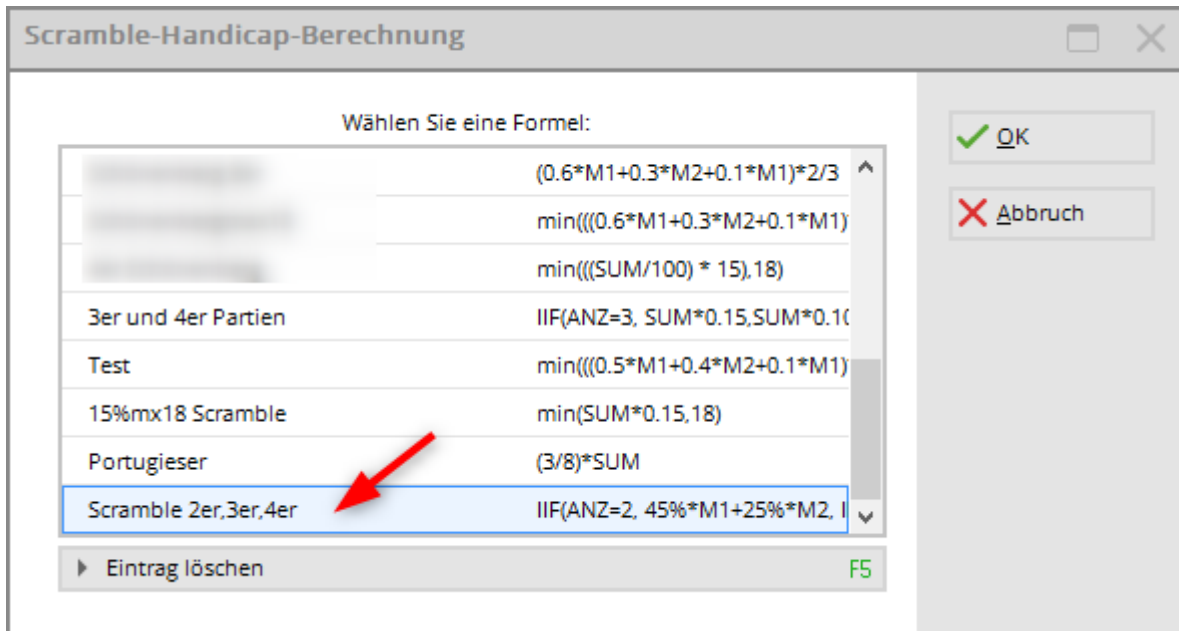 Scramble-Handicap-Berechnung
Wählen Sie eine Formel:
(0.6*M1+0.3*M2+0.1*M1)*2/3
min(((0.6*M1+0.3*M2+0.1*M1)
min(((SUM/100) * 15),18)
3er und 4er Partien IIF(ANZ=3, SUM*0.15,SUM*0.10
Test min(((0.5*M1+0.4*M2+0.1*M1)
15%mx18 Scramble min(SUM*0.15,18)
Portugieser (3/8)*SUM
Scramble 2er,3er,4er IIF(ANZ=2, 45%*M1+25%*M2, I
Eintrag löschen F5
OK
Abbruch